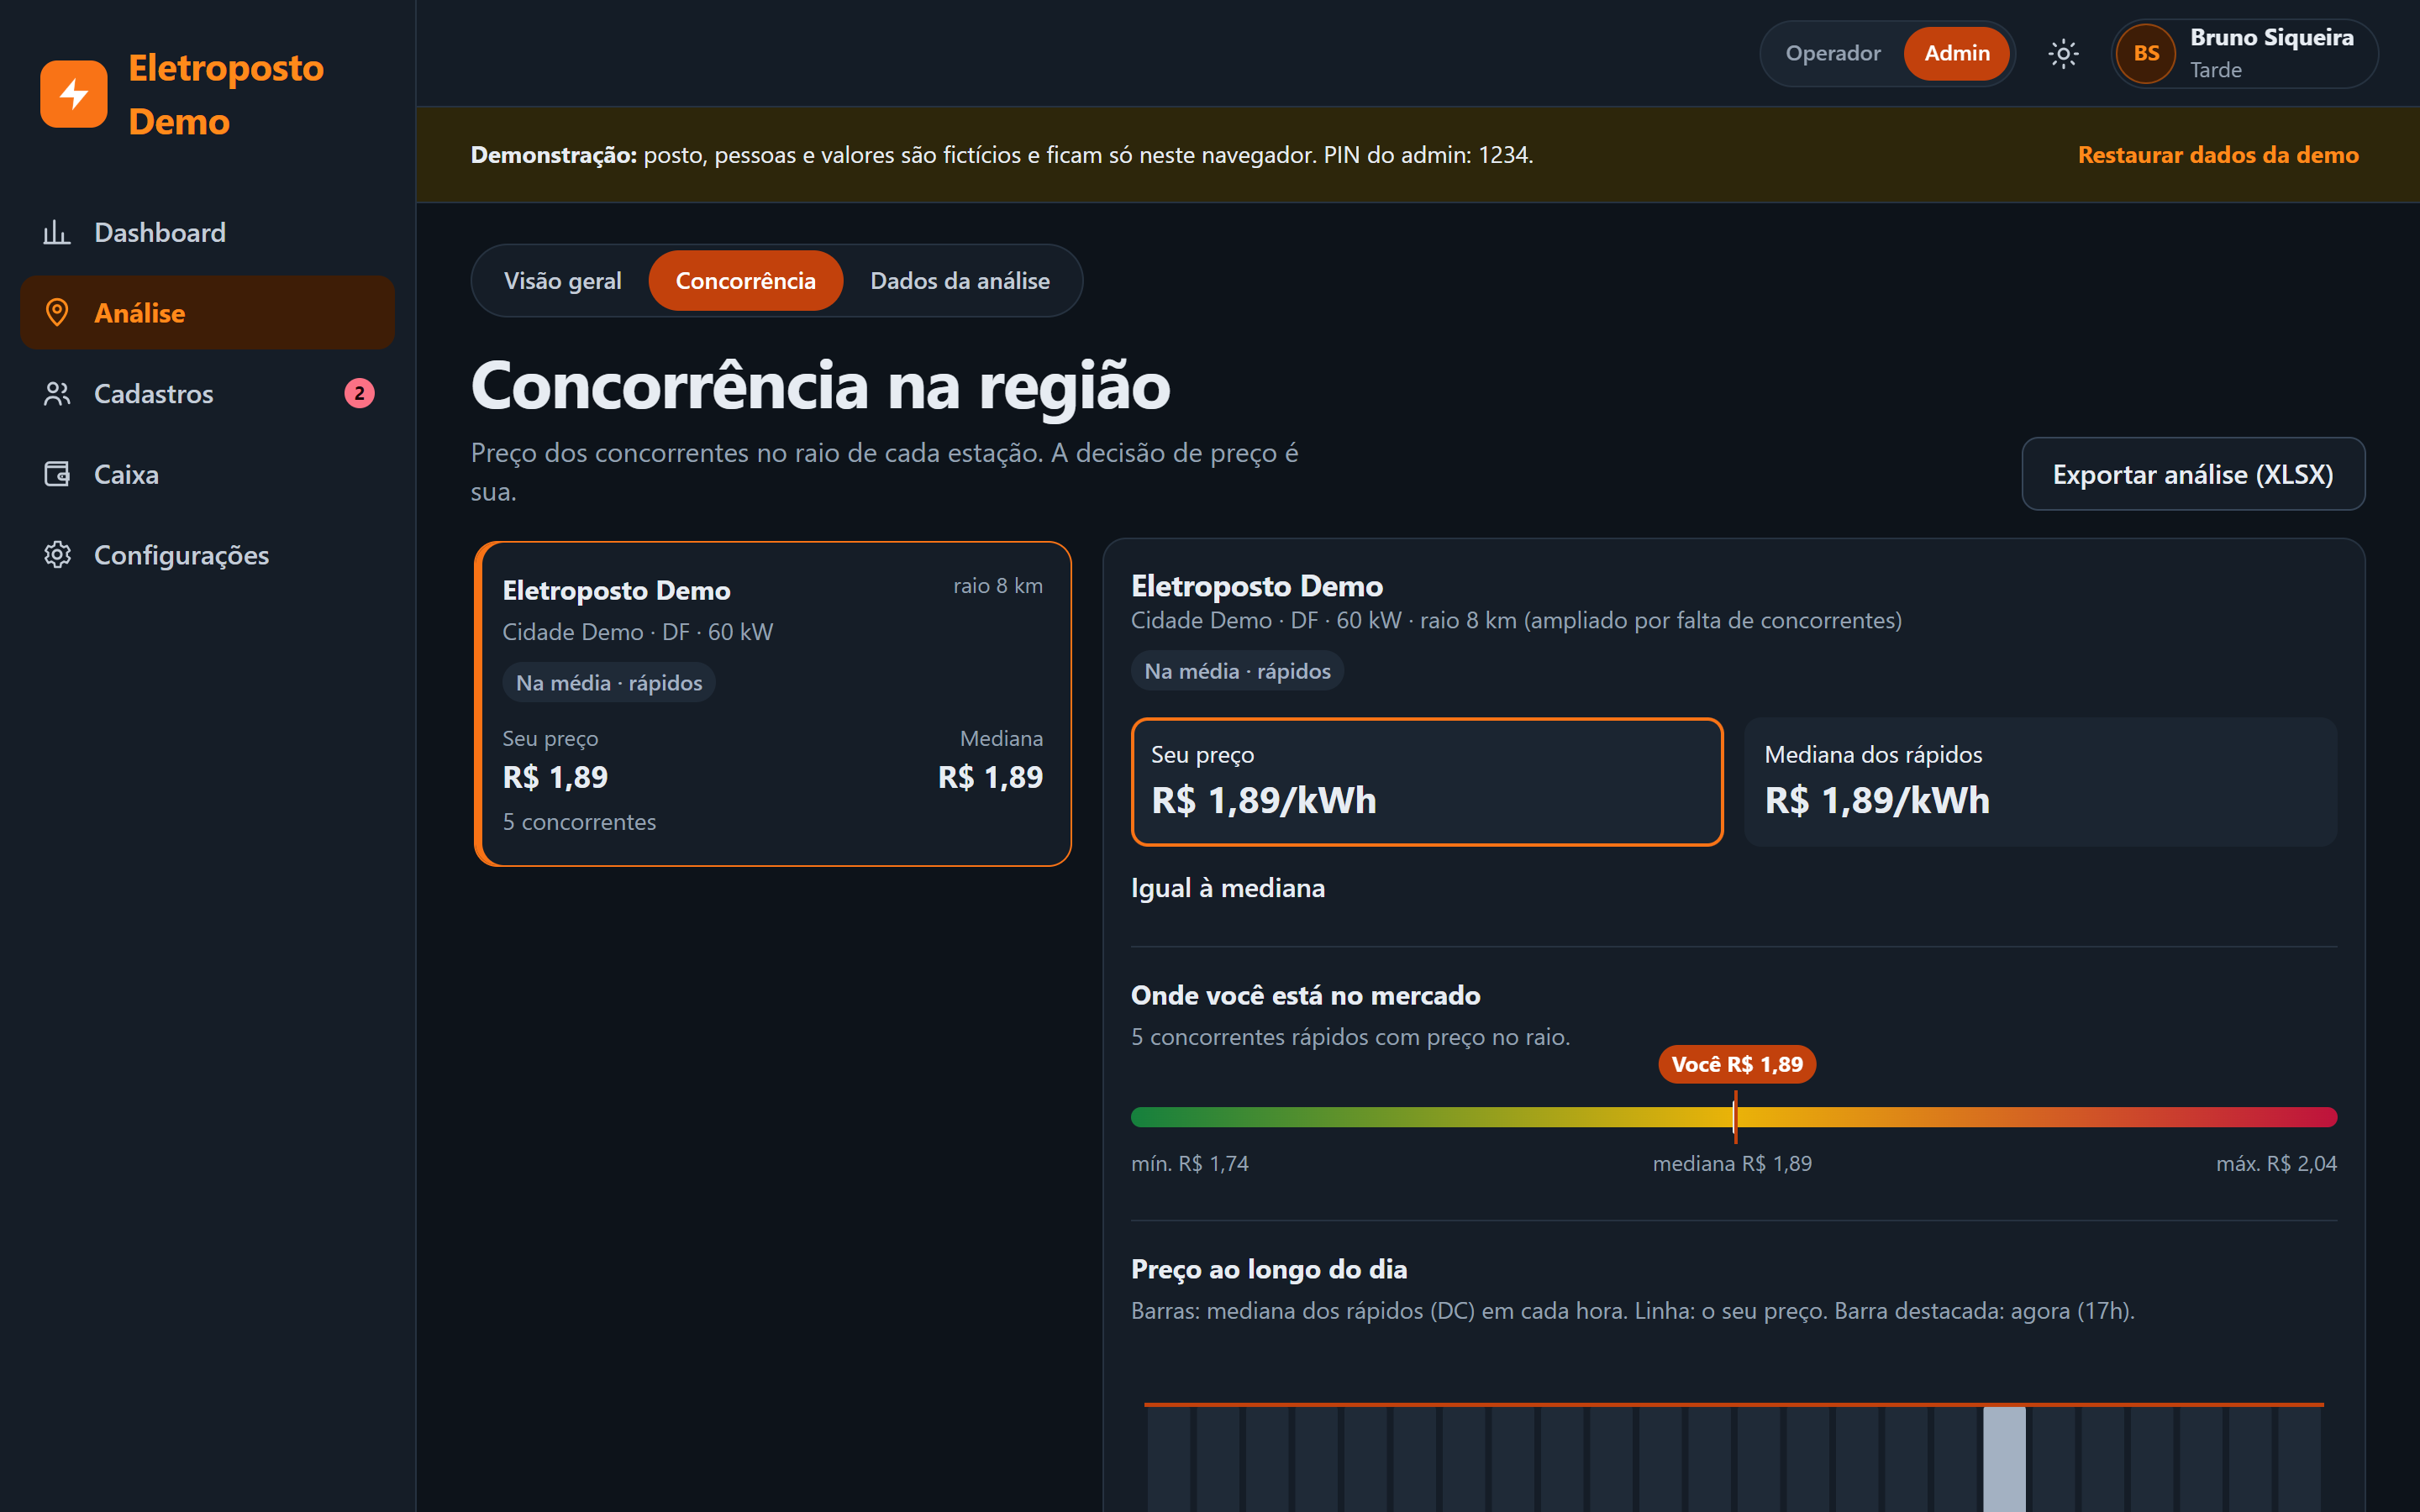 Eletroposto
Demo
Dashboard
Análise
Cadastros
2
Caixa
Configurações
Operador
Admin
BS
Bruno Siqueira
Tarde
Demonstração: posto, pessoas e valores são fictícios e ficam só neste navegador. PIN do admin: 1234.
Restaurar dados da demo
Visão geral
Concorrência
Dados da análise
Concorrência na região
Preço dos concorrentes no raio de cada estação. A decisão de preço é
sua.
Exportar análise (XLSX)
Eletroposto Demo
raio 8 km
Cidade Demo · DF · 60 kW
Na média · rápidos
Seu preço
Mediana
R$ 1,89
R$ 1,89
5 concorrentes
Eletroposto Demo
Cidade Demo · DF · 60 kW · raio 8 km (ampliado por falta de concorrentes)
Na média · rápidos
Seu preço
R$ 1,89/kWh
Mediana dos rápidos
R$ 1,89/kWh
Igual à mediana
Onde você está no mercado
5 concorrentes rápidos com preço no raio.
Você R$ 1,89
mín. R$ 1,74
mediana R$ 1,89
máx. R$ 2,04
Preço ao longo do dia
Barras: mediana dos rápidos (DC) em cada hora. Linha: o seu preço. Barra destacada: agora (17h).